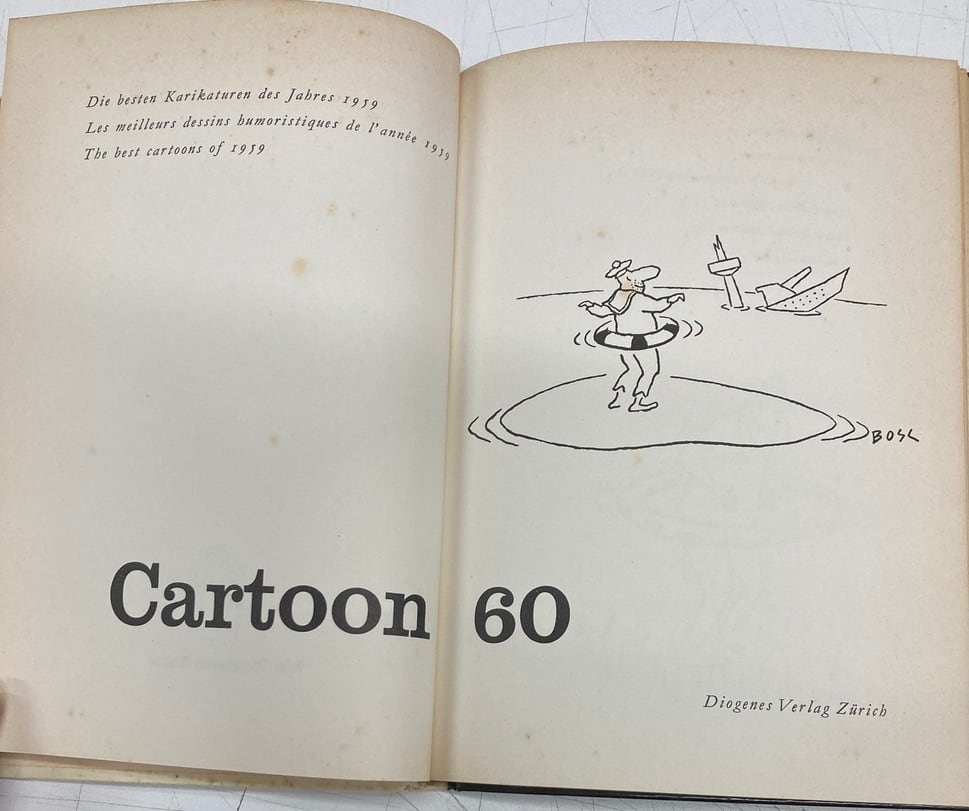 Die besten Karikaturen des Jahres 1959
Les meilleurs dessins humoristiques de l'année 1959
The best cartoons of 1959
BOSC
Cartoon 60
Diogenes Verlag Zürich